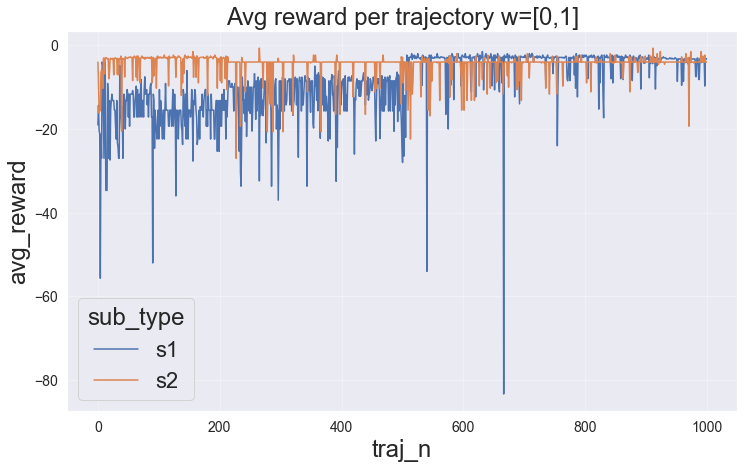 Avg reward per trajectory w=[0,1]
0
−20
−40
−60
−80
avg_reward
sub_type
s1
s2
0
200
400
600
800
1000
traj_n